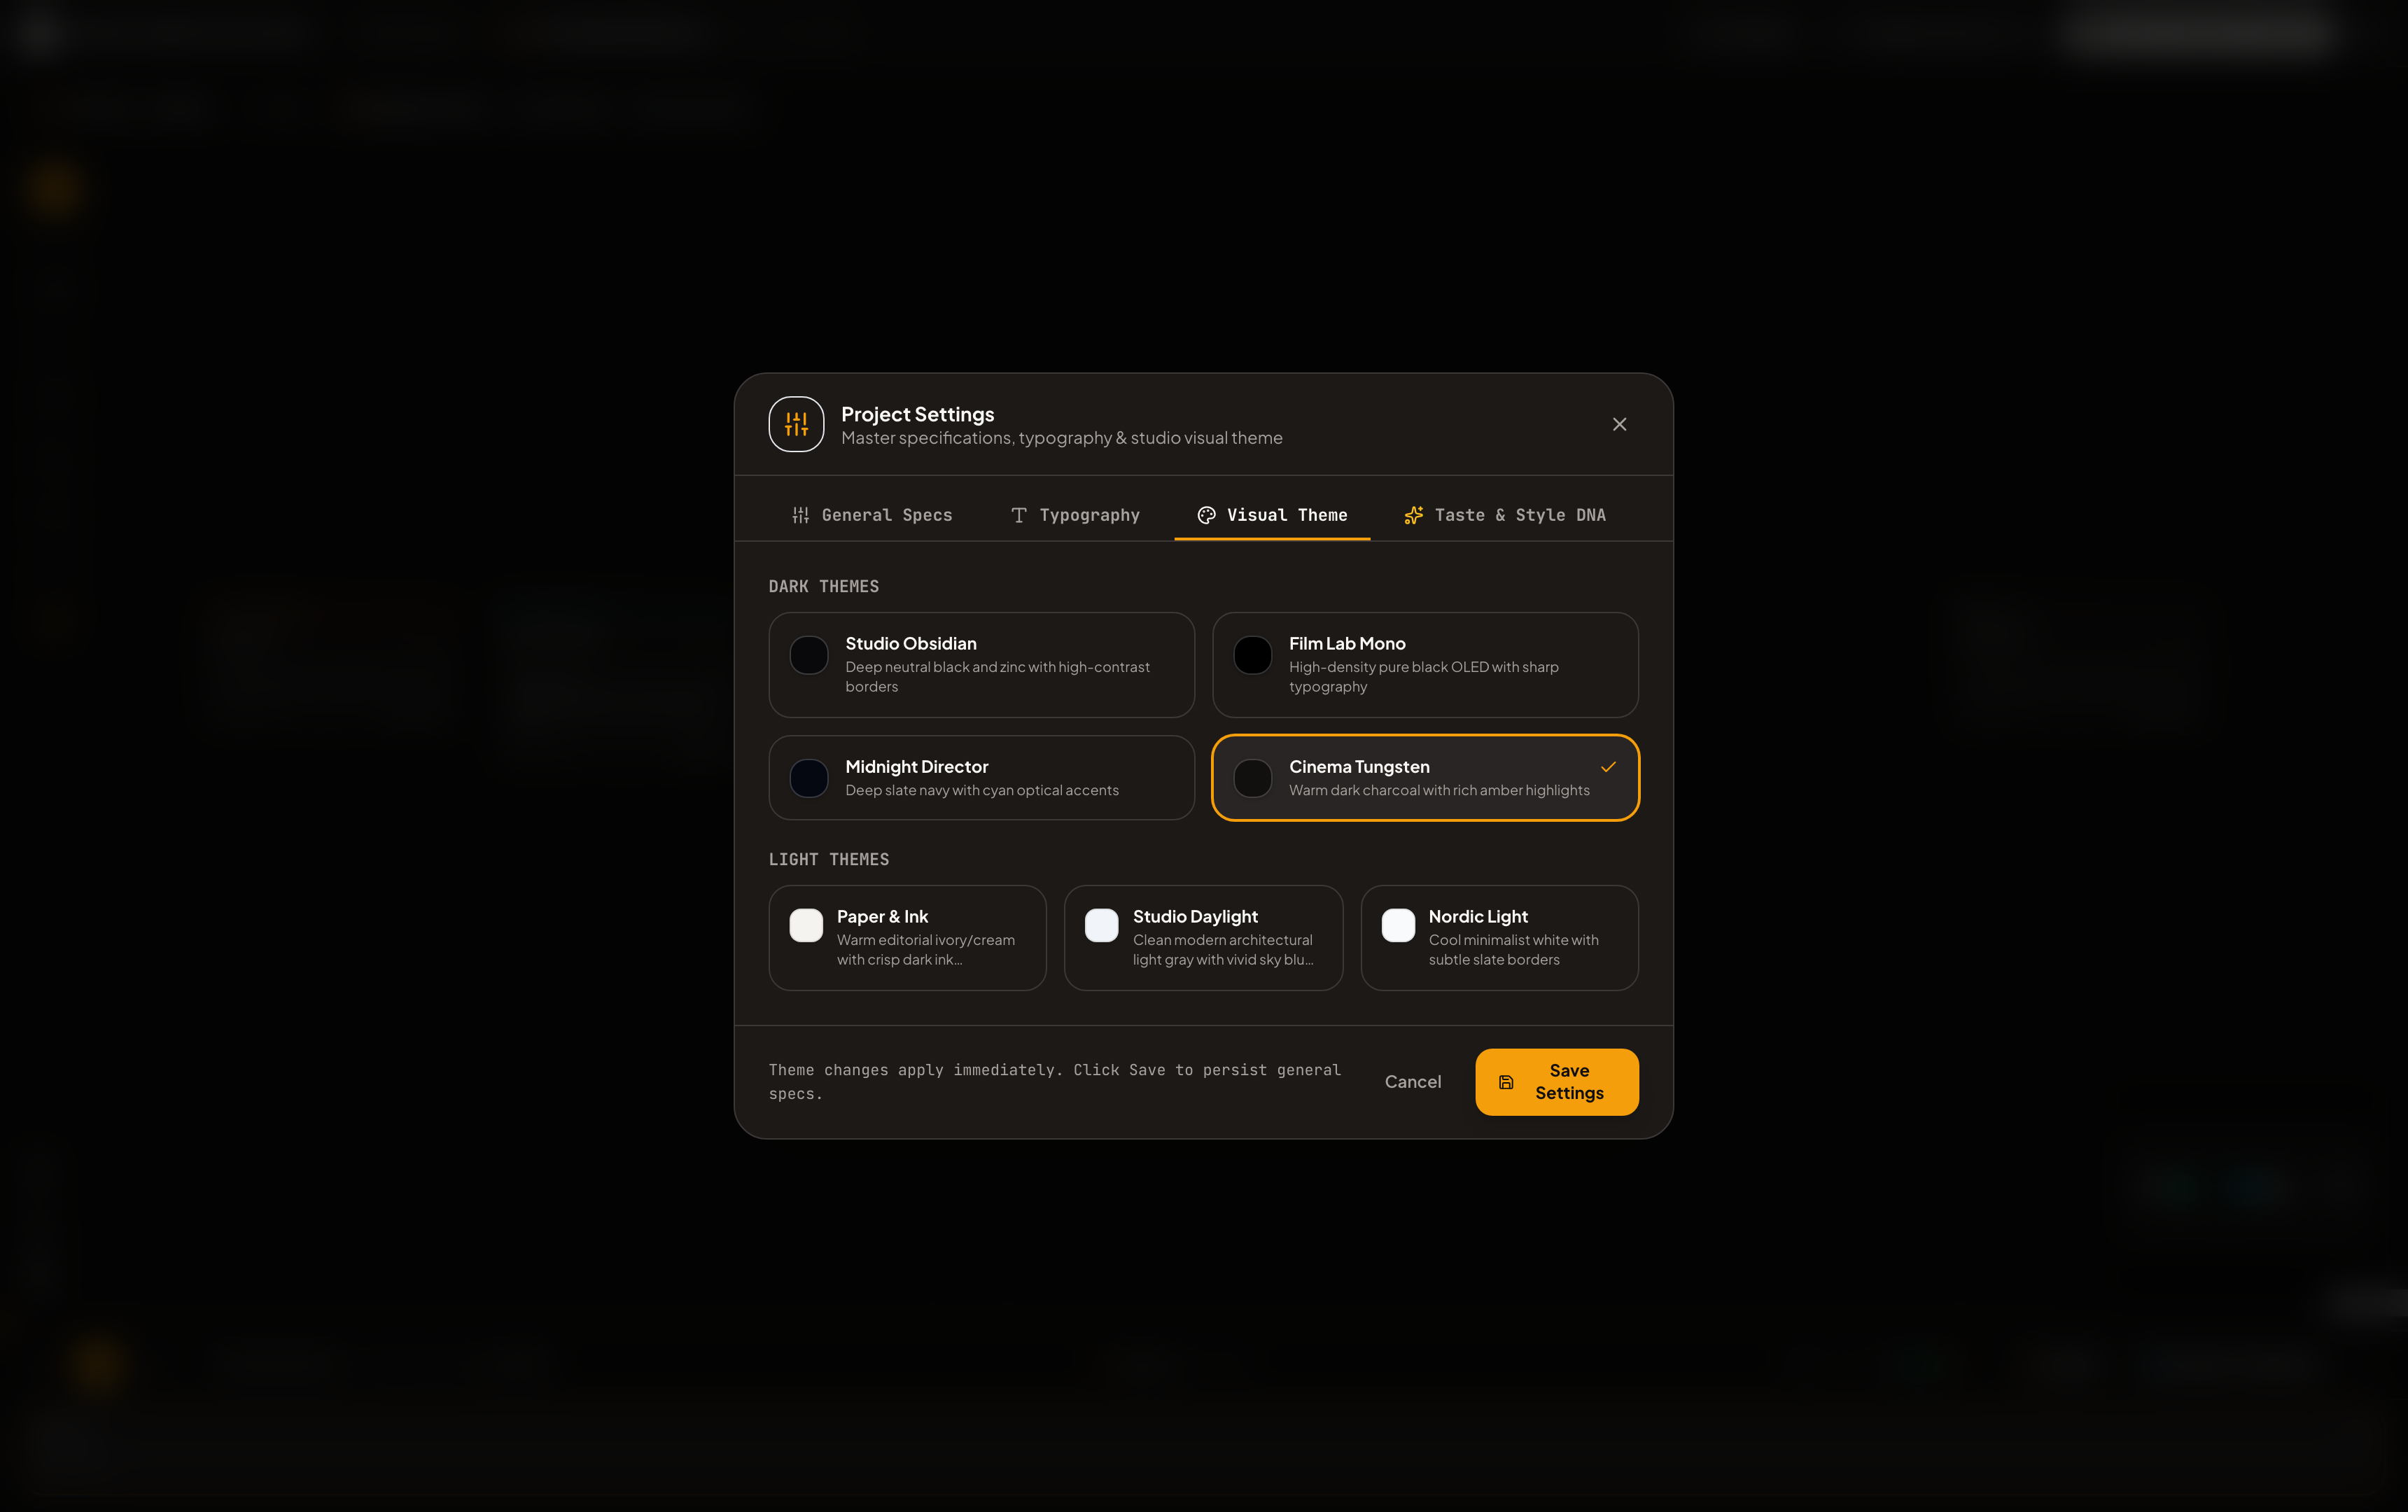 Project Settings
Master specifications, typography & studio visual theme
General Specs
Typography
Visual Theme
Taste & Style DNA
DARK THEMES
Studio Obsidian
Deep neutral black and zinc with high-contrast
borders
Film Lab Mono
High-density pure black OLED with sharp
typography
Midnight Director
Deep slate navy with cyan optical accents
Cinema Tungsten
Warm dark charcoal with rich amber highlights
LIGHT THEMES
Paper & Ink
Warm editorial ivory/cream
with crisp dark ink...
Studio Daylight
Clean modern architectural
light gray with vivid sky blu...
Nordic Light
Cool minimalist white with
subtle slate borders
Theme changes apply immediately. Click Save to persist general
specs.
Cancel
Save
Settings